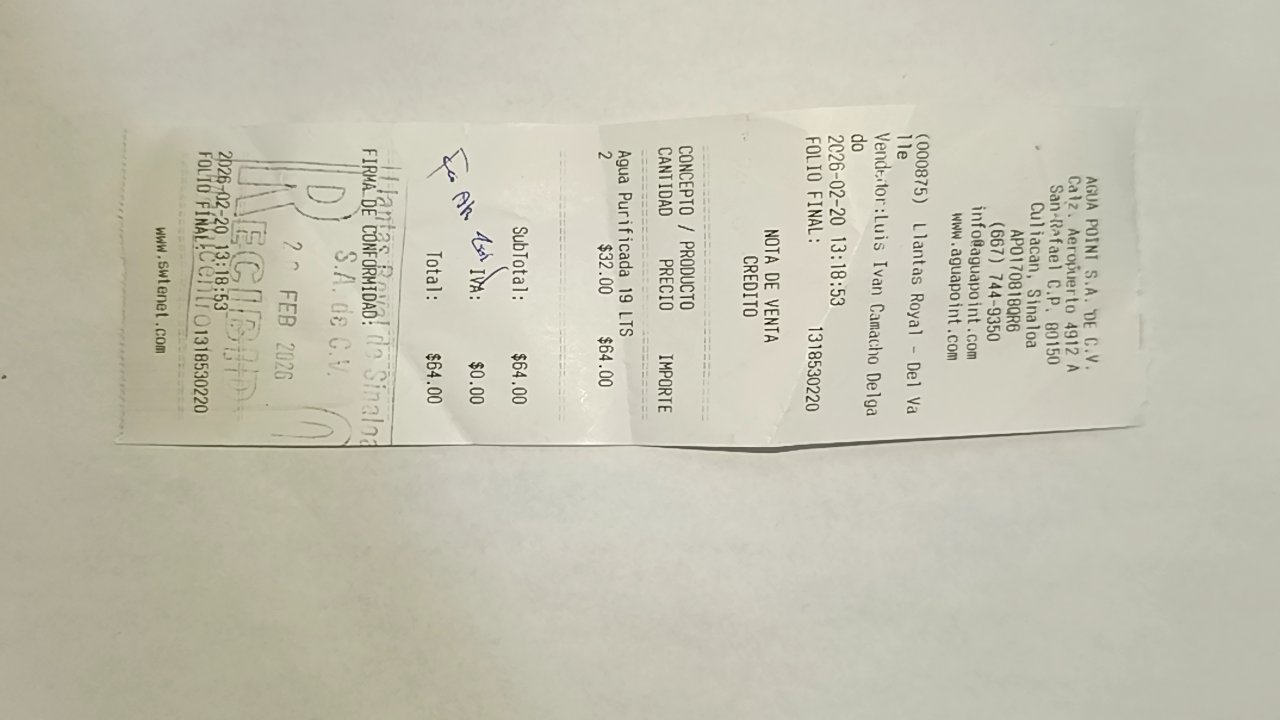 AGUA POINT S.A. DE C.V.
Calz. Aeropuerto 4912 A
San Rafael C.P. 80150
Culiacan, Sinaloa
APO170818QR6
(667) 744-9350
info@aguapoint.com
www.aguapoint.com
(000875) Llantas Royal - Del Va
lle
Vendedor:Luis Ivan Camacho Delga
do
2026-02-20 13:18:53
FOLIO FINAL: 1318530220
NOTA DE VENTA
CREDITO
CONCEPTO / PRODUCTO
CANTIDAD PRECIO IMPORTE
Agua Purificada 19 LTS
2 $32.00 $64.00
SubTotal: $64.00
IVA: $0.00
Total: $64.00
Llantas Royal de Sinaloa
FIRMA DE CONFORMIDAD:
S.A. de C.V.
FEB 2026
RECIBIDO
2026-02-20 13:18:53
Centro
FOLIO FINAL: 1318530220
www.swtenet.com